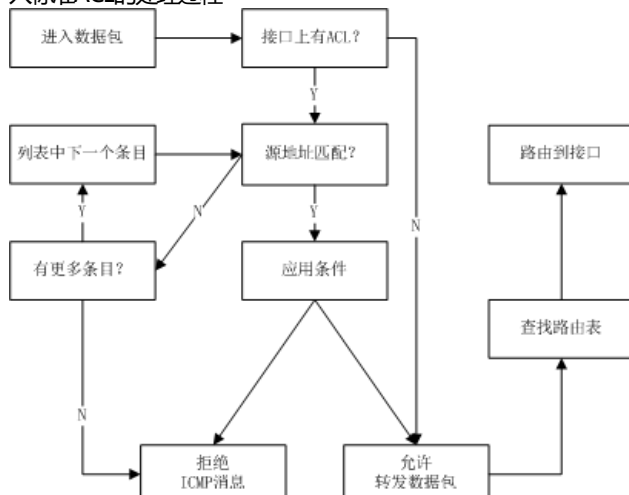 进入数据包
接口上有ACL?
Y
列表中下一个条目
源地址匹配?
路由到接口
Y
N
Y
N
有更多条目?
应用条件
查找路由表
N
拒绝
ICMP消息
允许
转发数据包